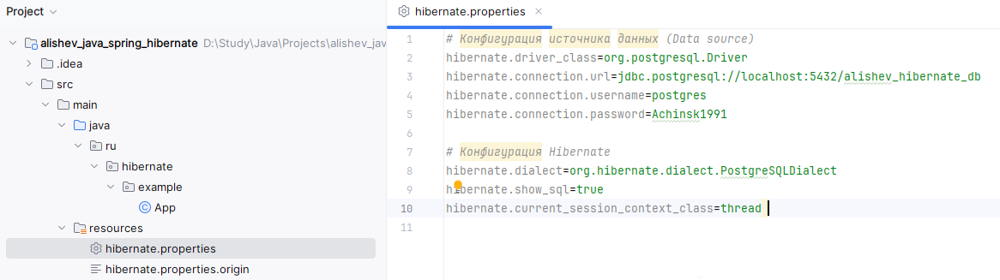 Project
alishev_java_spring_hibernate D:\Study\Java\Projects\alishev_jav
.idea
src
main
java
ru
hibernate
example
App
resources
hibernate.properties
hibernate.properties.origin
hibernate.properties
1 # Конфигурация источника данных (Data source)
2 hibernate.driver_class=org.postgresql.Driver
3 hibernate.connection.url=jdbc:postgresql://localhost:5432/alishev_hibernate_db
4 hibernate.connection.username=postgres
5 hibernate.connection.password=Achinsk1991
6
7 # Конфигурация Hibernate
8 hibernate.dialect=org.hibernate.dialect.PostgreSQLDialect
9 hibernate.show_sql=true
10 hibernate.current_session_context_class=thread
11